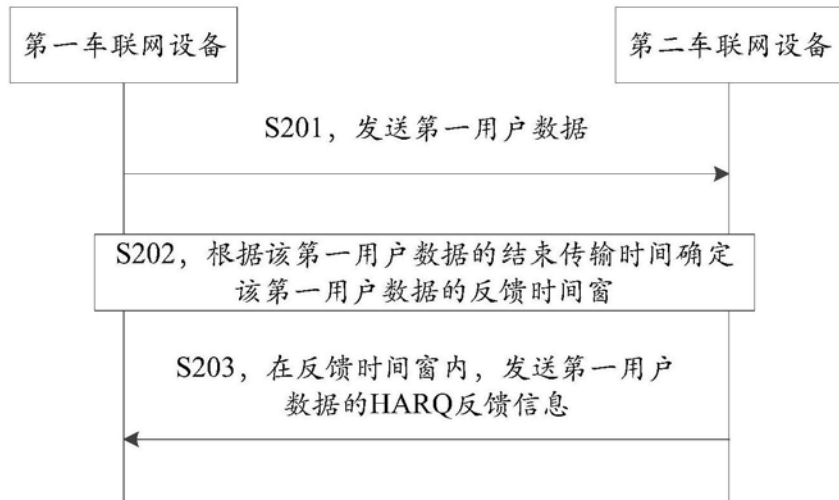 第一车联网设备
第二车联网设备
S201，发送第一用户数据
S202，根据该第一用户数据的结束传输时间确定
该第一用户数据的反馈时间窗
S203，在反馈时间窗内，发送第一用户
数据的HARQ反馈信息